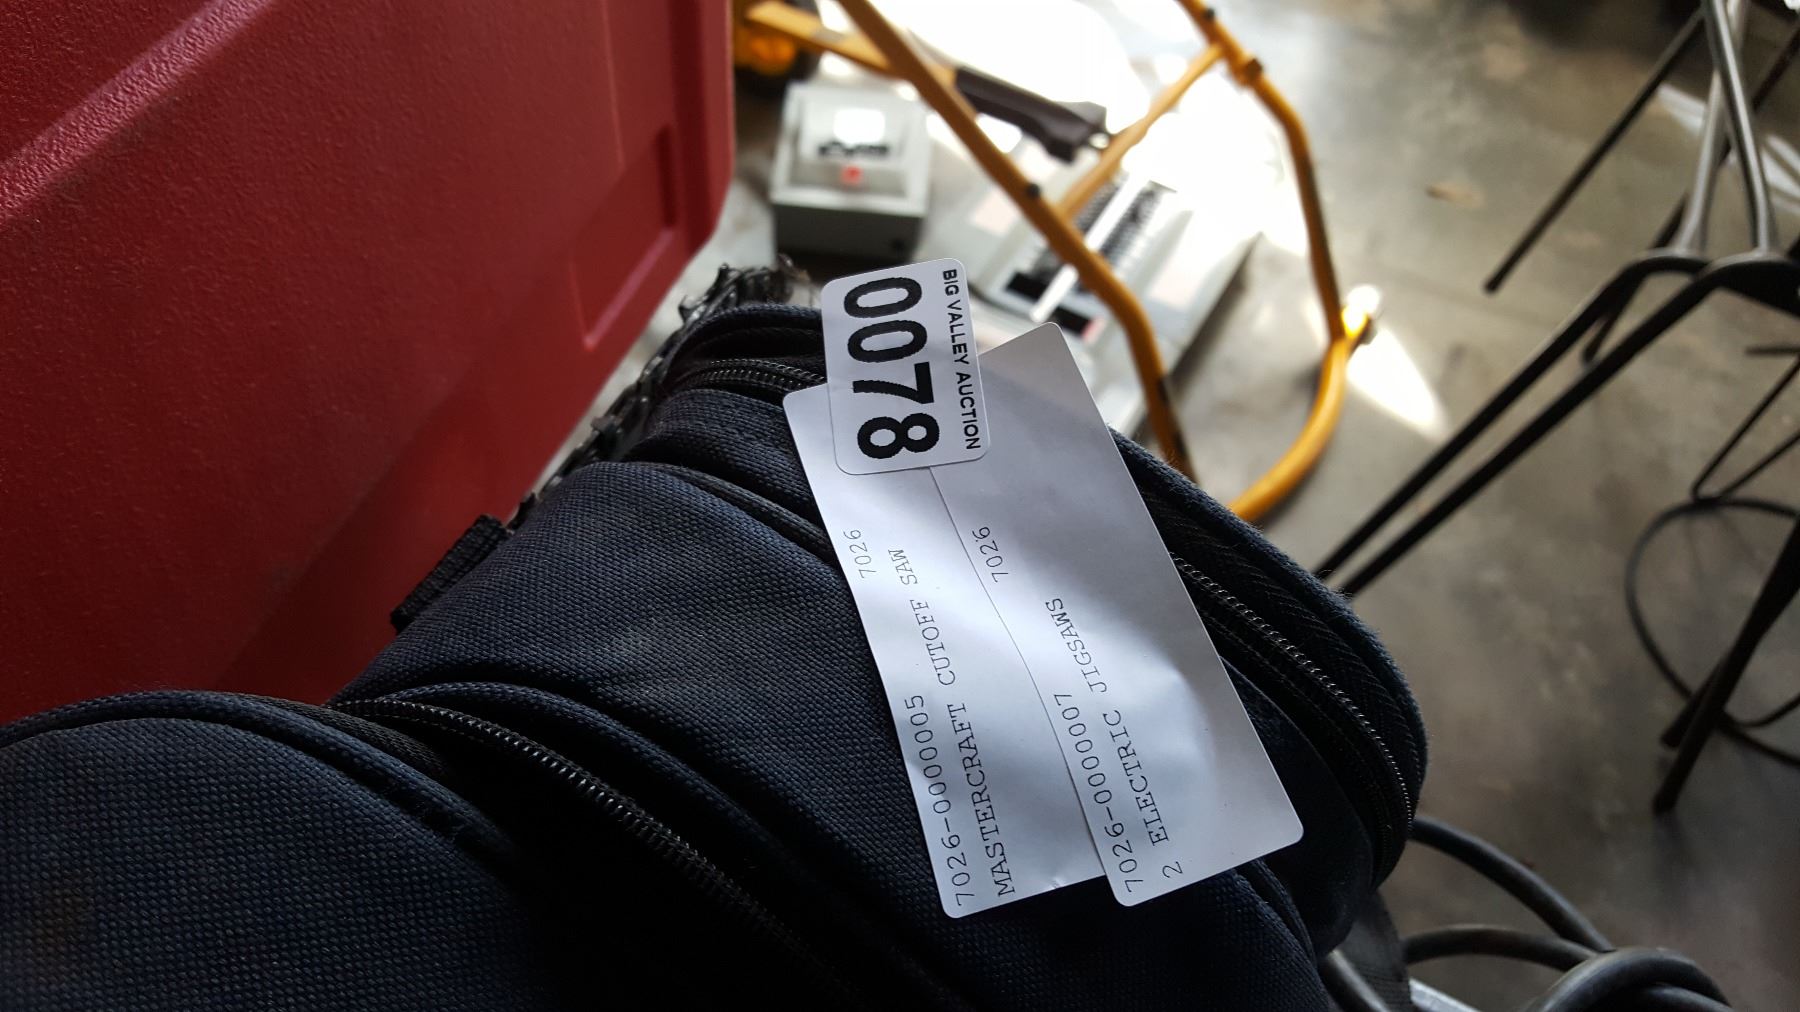 BIG VALLEY AUCTION
0078
7026
7026-0000005
MASTERCRAFT CUTOFF SAW
7026
7026-0000007
2 ELECTRIC JIGSAWS